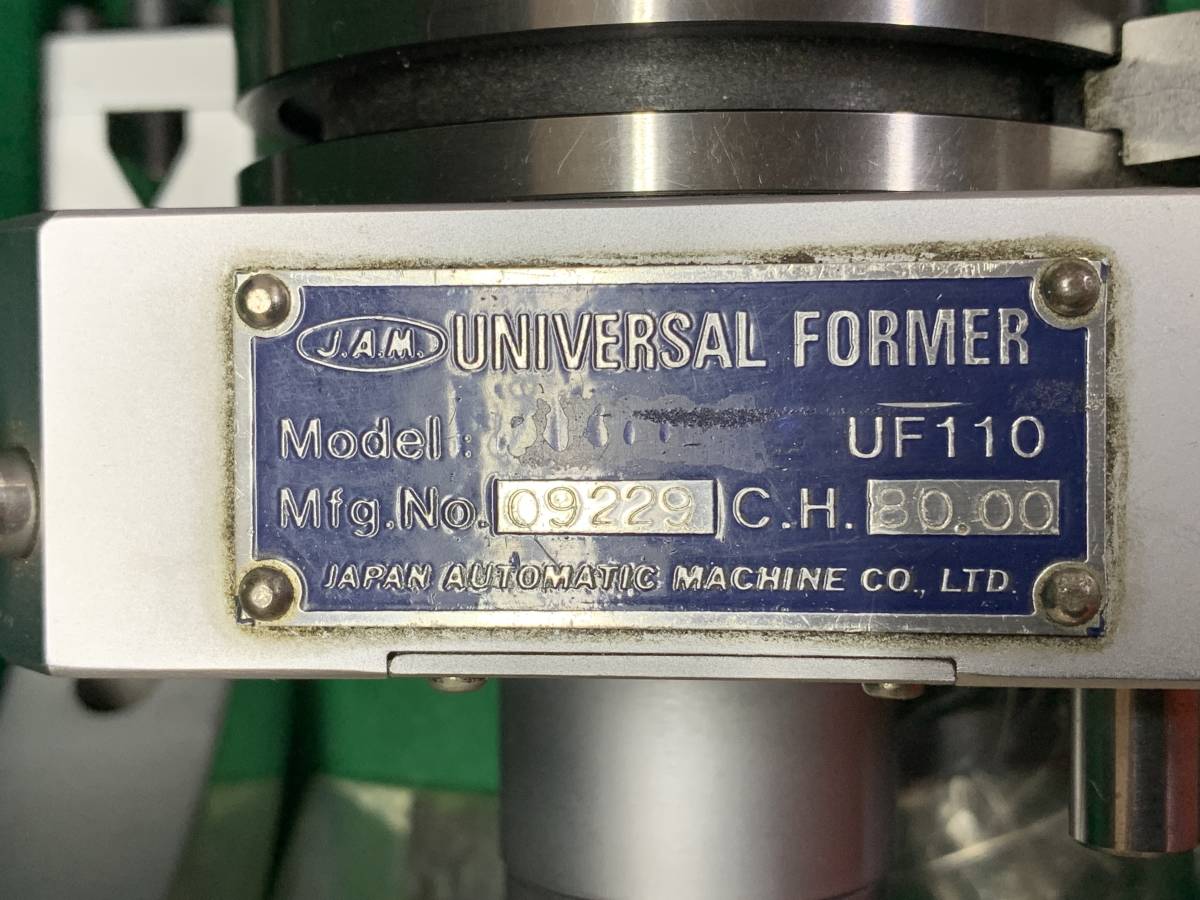 J.A.M. UNIVERSAL FORMER
Model: UF110
Mfg.No. 09229 C.H. 80.00
JAPAN AUTOMATIC MACHINE CO., LTD.